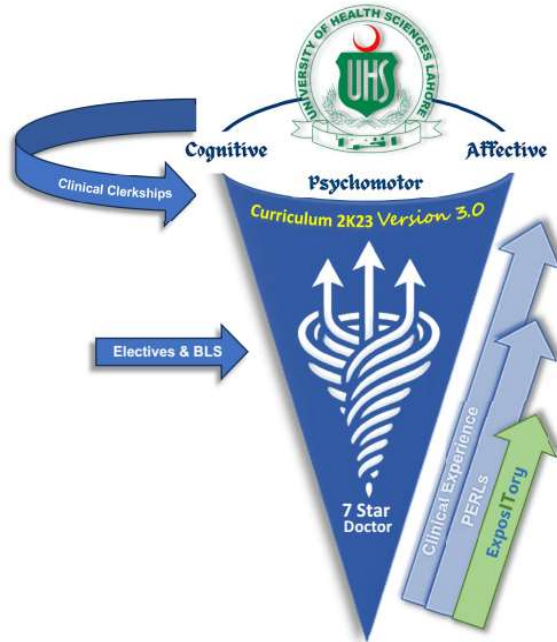 UNIVERSITY OF HEALTH SCIENCES LAHORE
UHS
اقرأ
Cognitive
Affective
Psychomotor
Clinical Clerkships
Curriculum 2K23 Version 3.0
Electives & BLS
7 Star
Doctor
Clinical Experience
PERLs
ExposITory